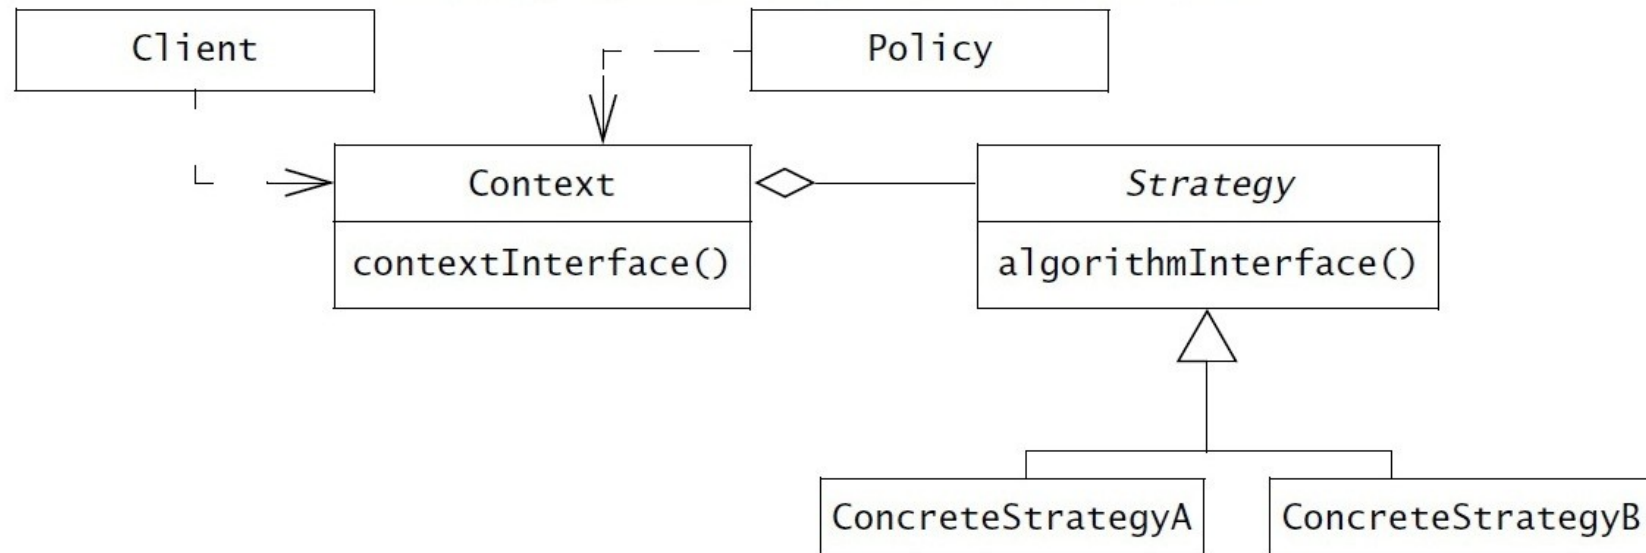 Client
Policy
Context
Strategy
contextInterface()
algorithmInterface()
ConcreteStrategyA
ConcreteStrategyB